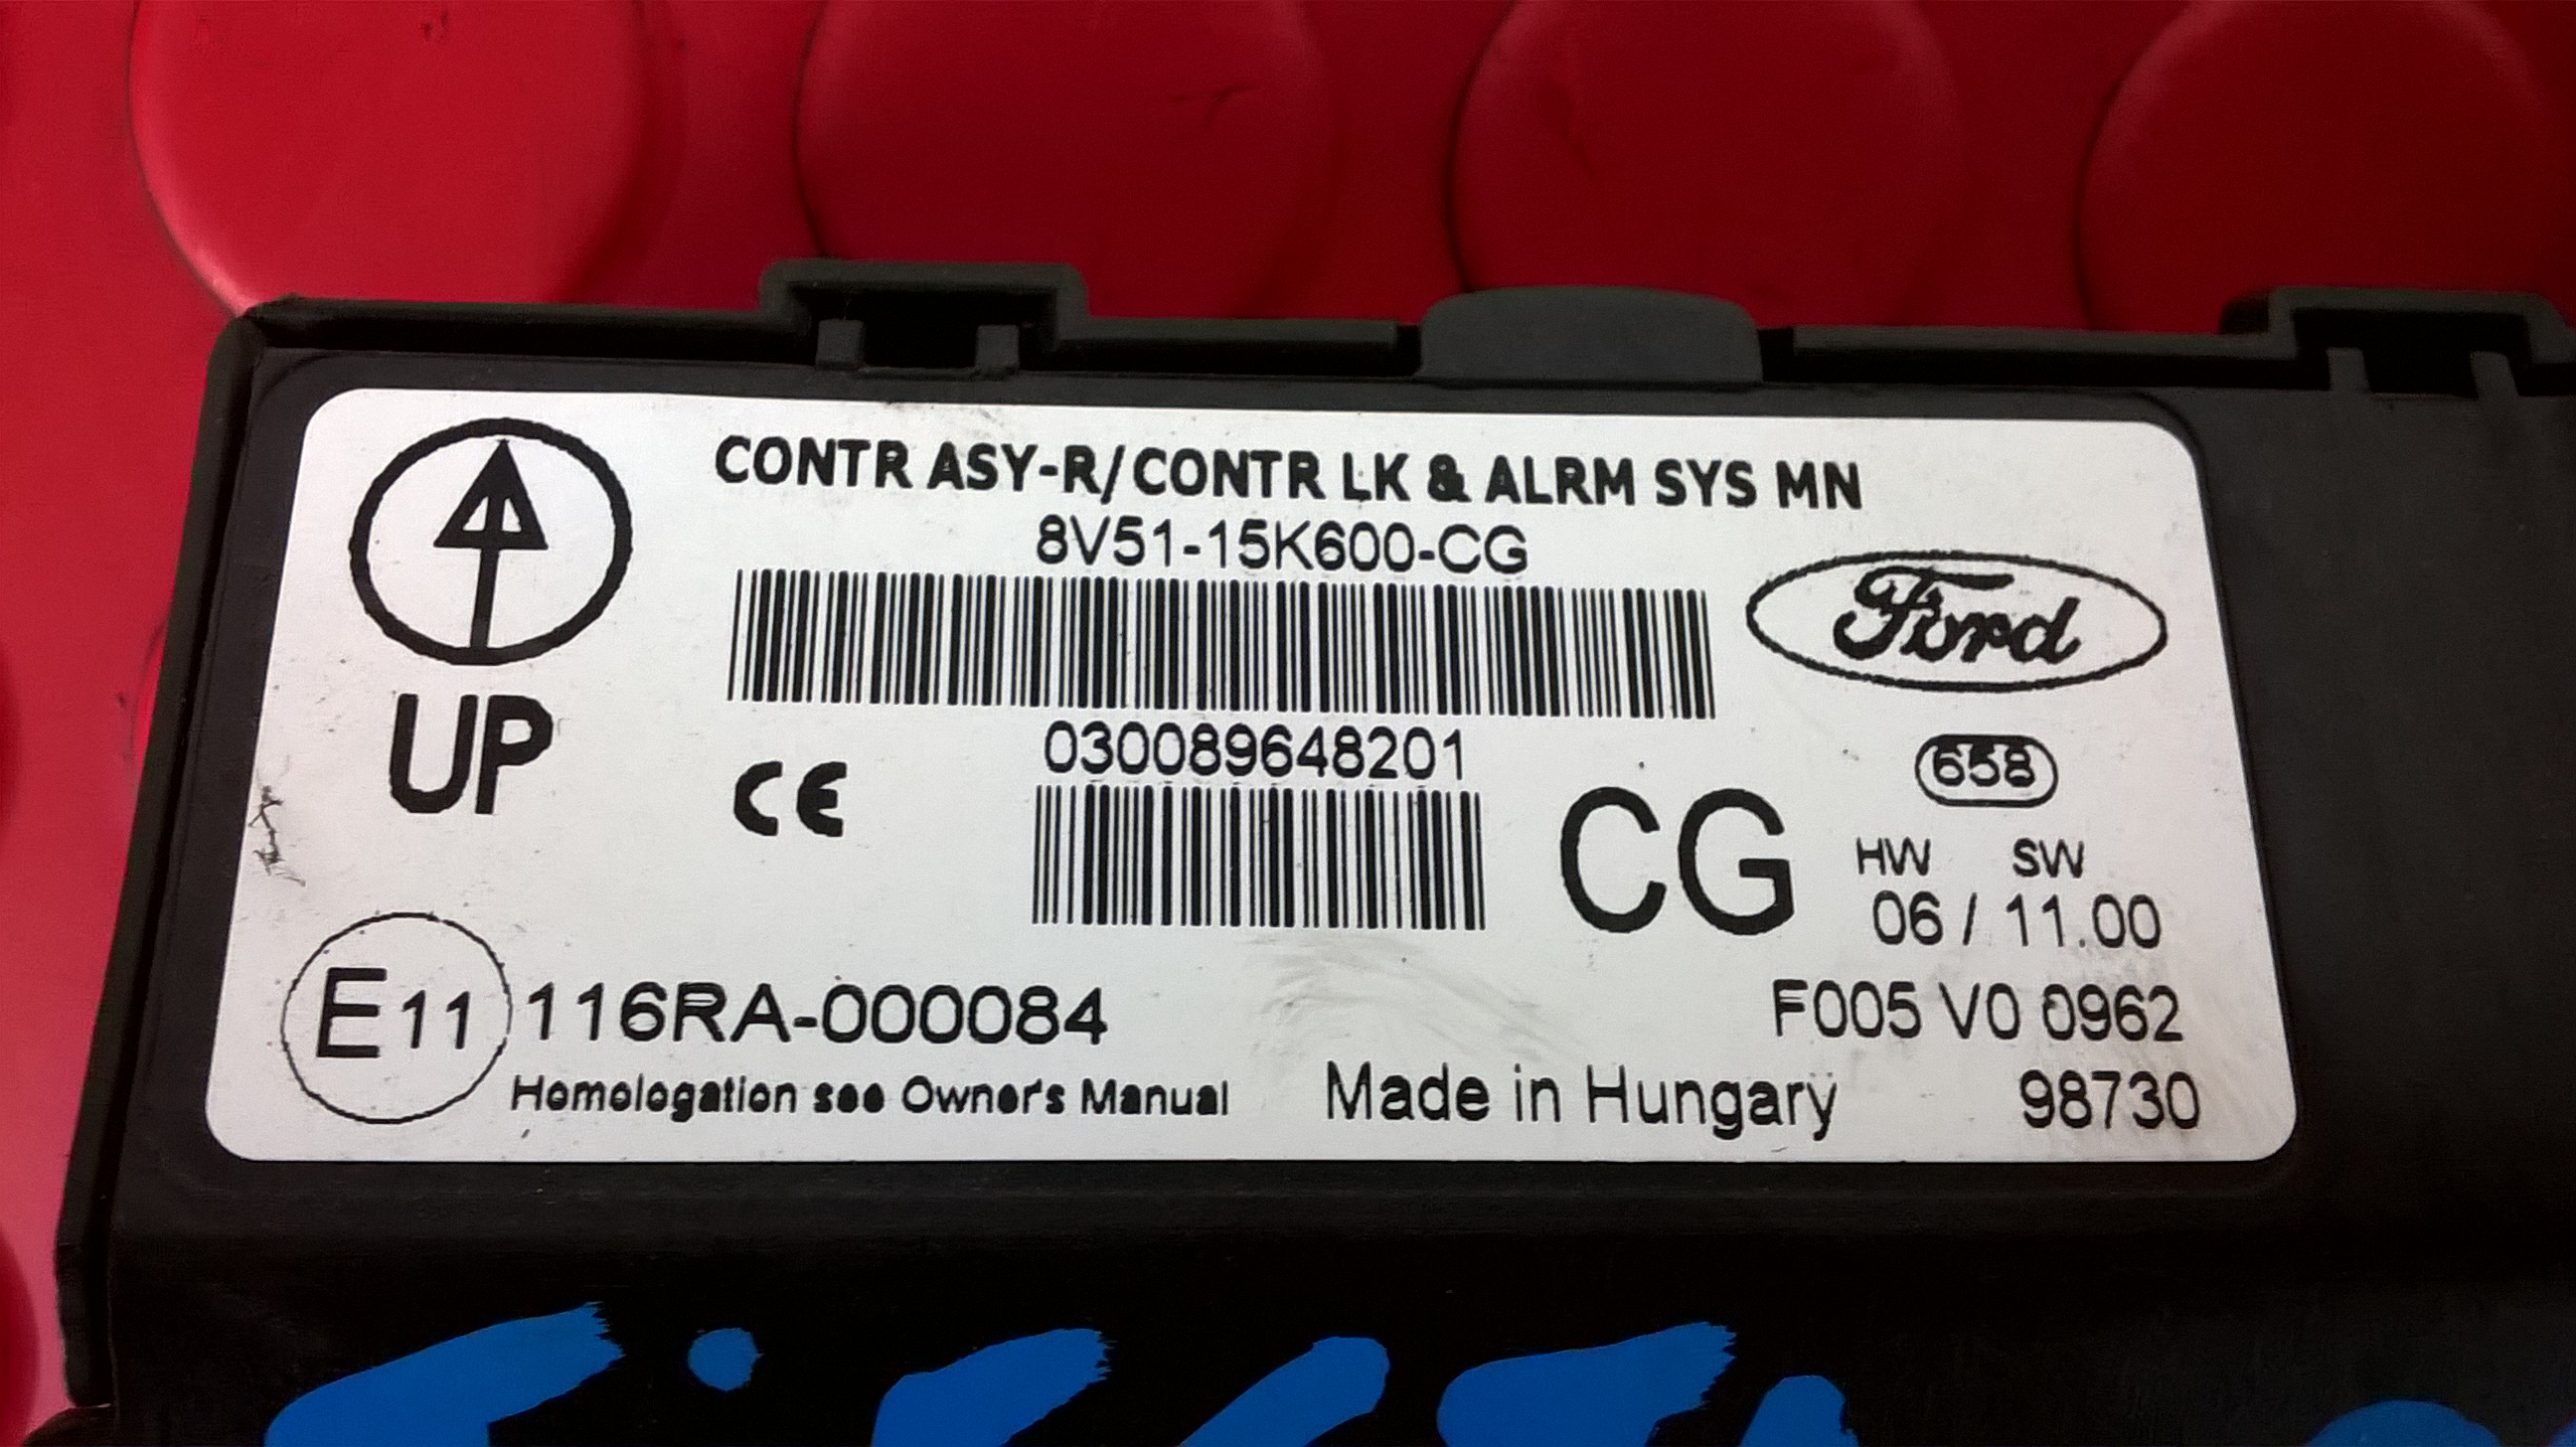 CONTR ASY-R/CONTR LK & ALRM SYS MN
8V51-15K600-CG
Ford
UP
CE
030089648201
CG
658
HW SW
06 / 11.00
E11 116RA-000084
F005 V0 0962
Homologation see Owner's Manual
Made in Hungary
98730